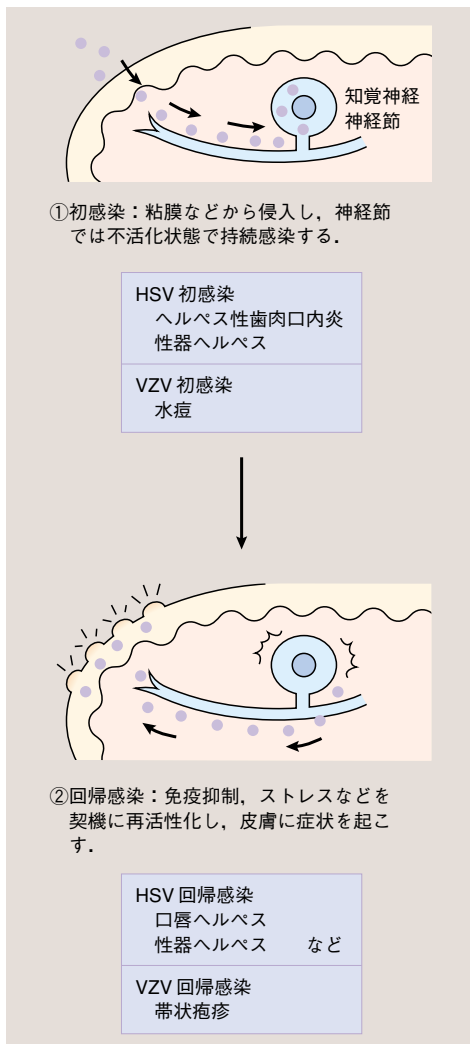 知覚神経
神経節
①初感染：粘膜などから侵入し，神経節
では不活化状態で持続感染する．
HSV 初感染
ヘルペス性歯肉口内炎
性器ヘルペス
VZV 初感染
水痘
②回帰感染：免疫抑制，ストレスなどを
契機に再活性化し，皮膚に症状を起こ
す．
HSV 回帰感染
口唇ヘルペス
性器ヘルペス　　など
VZV 回帰感染
帯状疱疹